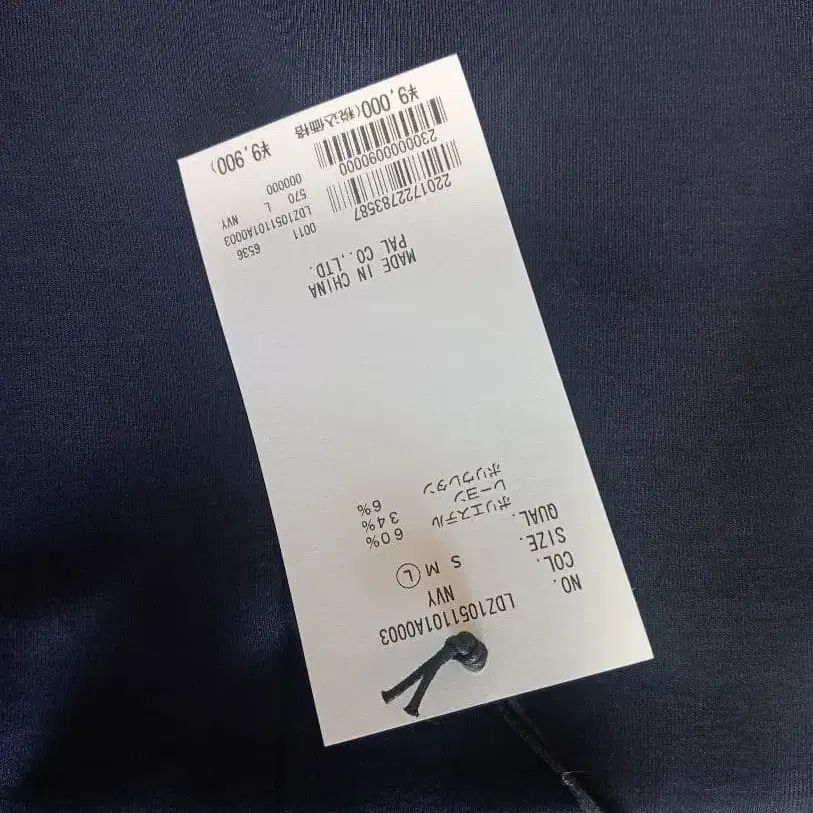 NO. LDZ1051101A0003
COL. NVY
SIZE. S M L
QUAL.
ポリエステル 60%
レーヨン 34%
ポリウレタン 6%
MADE IN CHINA
PAL CO.,LTD.
0011 6536
LDZ1051101A0003
570 L NVY
000000
2201722783587
2300000090000
¥9,000(税込価格 ¥9,900)